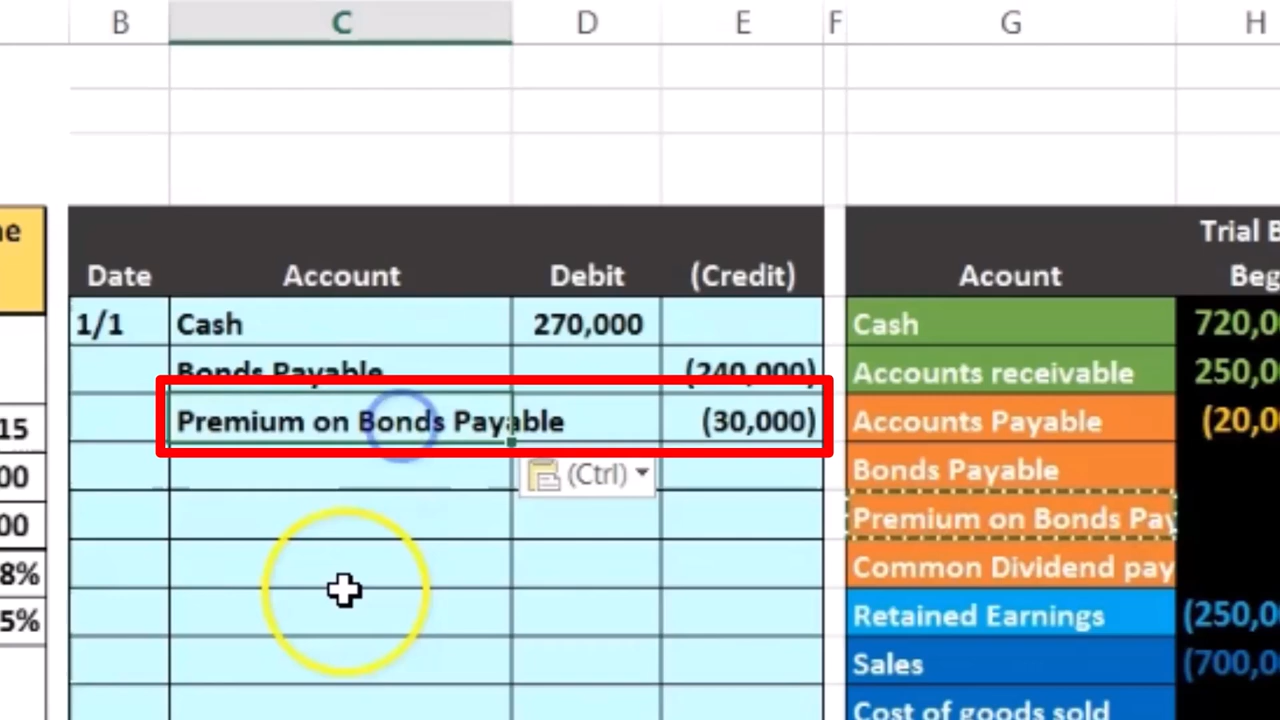 B C D E F G H
ne Trial B
Date Account Debit (Credit) Acount Beg
1/1 Cash 270,000 Cash 720,0
Bonds Payable (240,000) Accounts receivable 250,0
15 Premium on Bonds Payable (30,000) Accounts Payable (20,0
00 (Ctrl) Bonds Payable
00 Premium on Bonds Pay
8% Common Dividend pay
5% Retained Earnings (250,0
Sales (700,0
Cost of goods sold